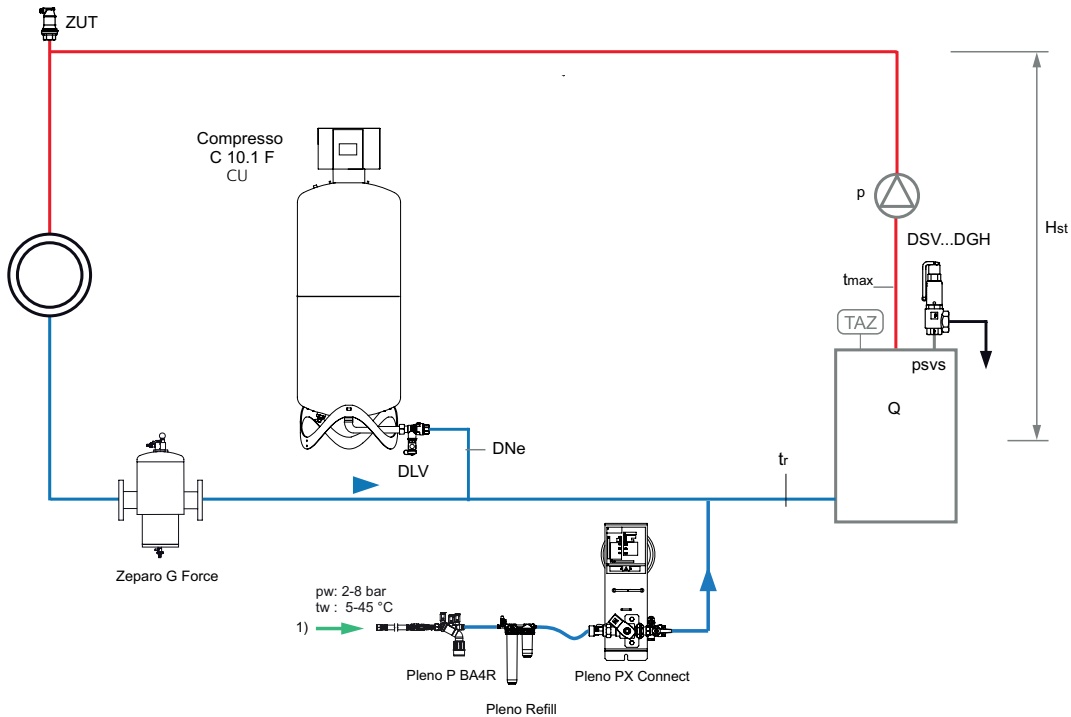 ZUT
Compresso
C 10.1 F
CU
p
Hst
DSV...DGH
tmax
TAZ
psvs
Q
DNe
DLV
tr
Zeparo G Force
pw: 2-8 bar
tw : 5-45 °C
1)
Pleno P BA4R
Pleno PX Connect
Pleno Refill